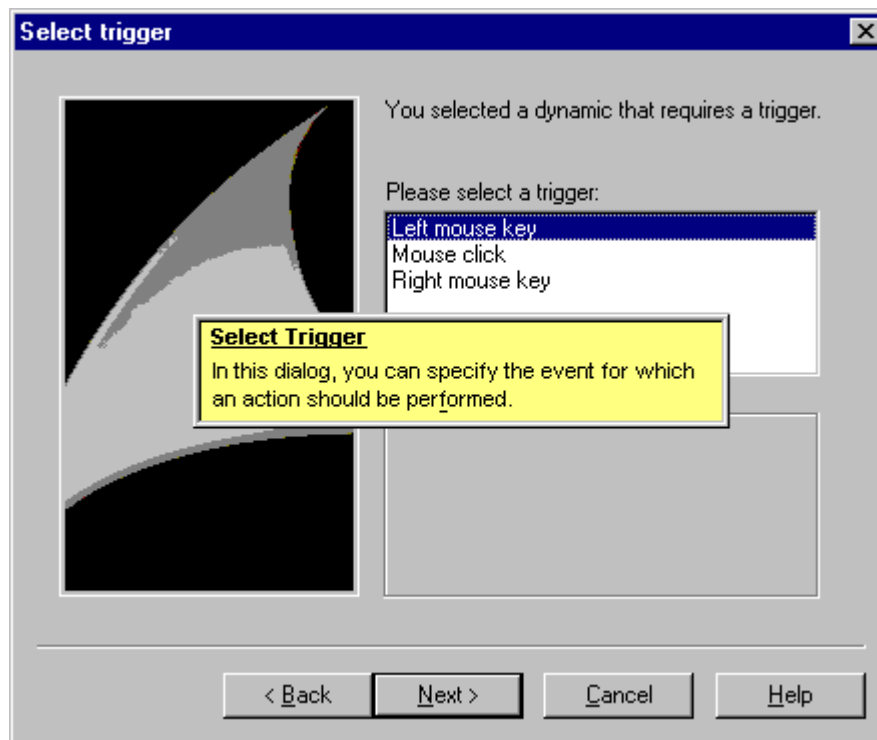 Select trigger
You selected a dynamic that requires a trigger.
Please select a trigger:
Left mouse key
Mouse click
Right mouse key
Select Trigger
In this dialog, you can specify the event for which
an action should be performed.
< Back
Next >
Cancel
Help